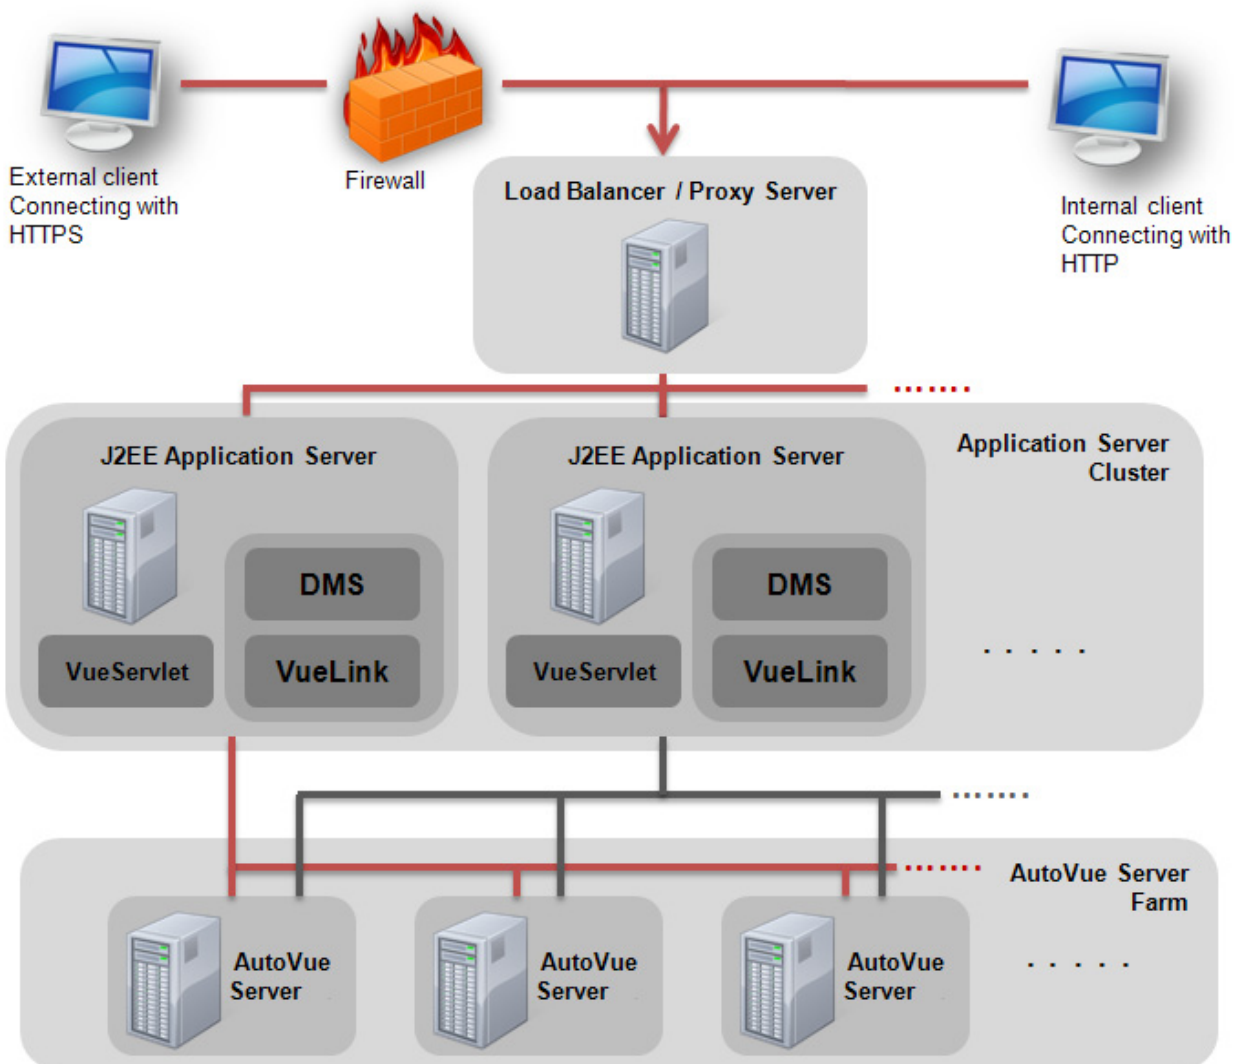 External client
Connecting with
HTTPS
Firewall
Load Balancer / Proxy Server
Internal client
Connecting with
HTTP
.......
J2EE Application Server
J2EE Application Server
Application Server
Cluster
DMS
VueServlet
VueLink
DMS
VueServlet
VueLink
. . . . .
.......
.......
AutoVue Server
Farm
AutoVue
Server
AutoVue
Server
AutoVue
Server
. . . . .